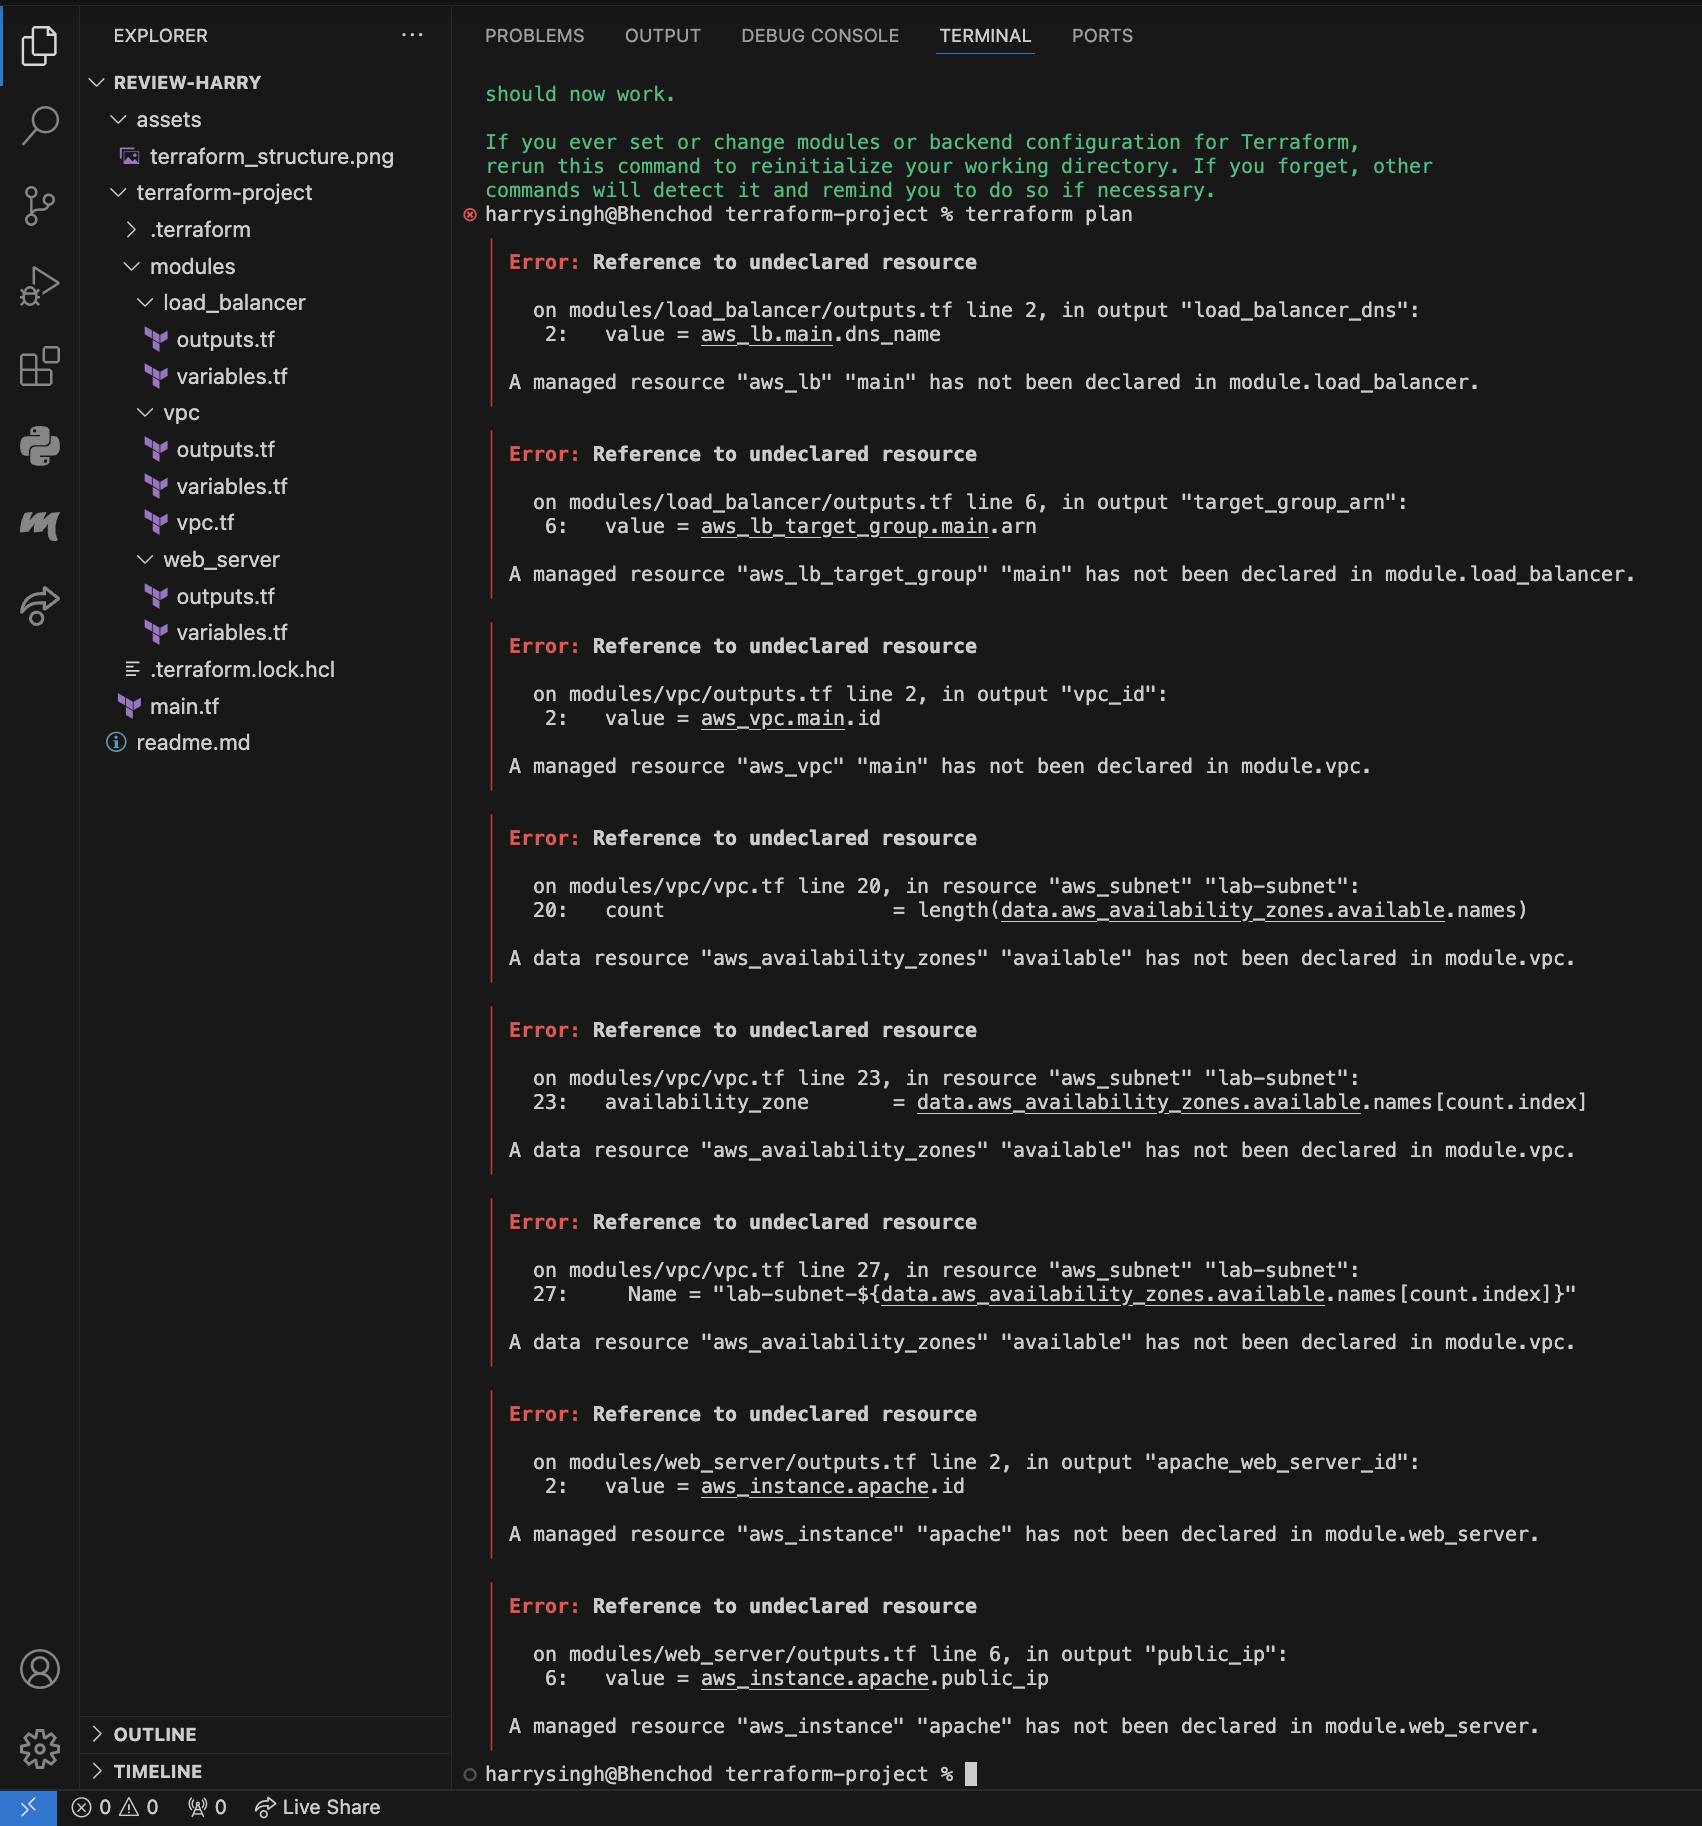 EXPLORER
REVIEW-HARRY
assets
terraform_structure.png
terraform-project
.terraform
modules
load_balancer
outputs.tf
variables.tf
vpc
outputs.tf
variables.tf
vpc.tf
web_server
outputs.tf
variables.tf
.terraform.lock.hcl
main.tf
readme.md
OUTLINE
TIMELINE
PROBLEMS OUTPUT DEBUG CONSOLE TERMINAL PORTS
should now work.
If you ever set or change modules or backend configuration for Terraform,
rerun this command to reinitialize your working directory. If you forget, other
commands will detect it and remind you to do so if necessary.
harrysingh@Bhenchod terraform-project % terraform plan
Error: Reference to undeclared resource
on modules/load_balancer/outputs.tf line 2, in output "load_balancer_dns":
2: value = aws_lb.main.dns_name
A managed resource "aws_lb" "main" has not been declared in module.load_balancer.
Error: Reference to undeclared resource
on modules/load_balancer/outputs.tf line 6, in output "target_group_arn":
6: value = aws_lb_target_group.main.arn
A managed resource "aws_lb_target_group" "main" has not been declared in module.load_balancer.
Error: Reference to undeclared resource
on modules/vpc/outputs.tf line 2, in output "vpc_id":
2: value = aws_vpc.main.id
A managed resource "aws_vpc" "main" has not been declared in module.vpc.
Error: Reference to undeclared resource
on modules/vpc/vpc.tf line 20, in resource "aws_subnet" "lab-subnet":
20: count = length(data.aws_availability_zones.available.names)
A data resource "aws_availability_zones" "available" has not been declared in module.vpc.
Error: Reference to undeclared resource
on modules/vpc/vpc.tf line 23, in resource "aws_subnet" "lab-subnet":
23: availability_zone = data.aws_availability_zones.available.names[count.index]
A data resource "aws_availability_zones" "available" has not been declared in module.vpc.
Error: Reference to undeclared resource
on modules/vpc/vpc.tf line 27, in resource "aws_subnet" "lab-subnet":
27: Name = "lab-subnet-${data.aws_availability_zones.available.names[count.index]}"
A data resource "aws_availability_zones" "available" has not been declared in module.vpc.
Error: Reference to undeclared resource
on modules/web_server/outputs.tf line 2, in output "apache_web_server_id":
2: value = aws_instance.apache.id
A managed resource "aws_instance" "apache" has not been declared in module.web_server.
Error: Reference to undeclared resource
on modules/web_server/outputs.tf line 6, in output "public_ip":
6: value = aws_instance.apache.public_ip
A managed resource "aws_instance" "apache" has not been declared in module.web_server.
harrysingh@Bhenchod terraform-project %
0 0 0 Live Share